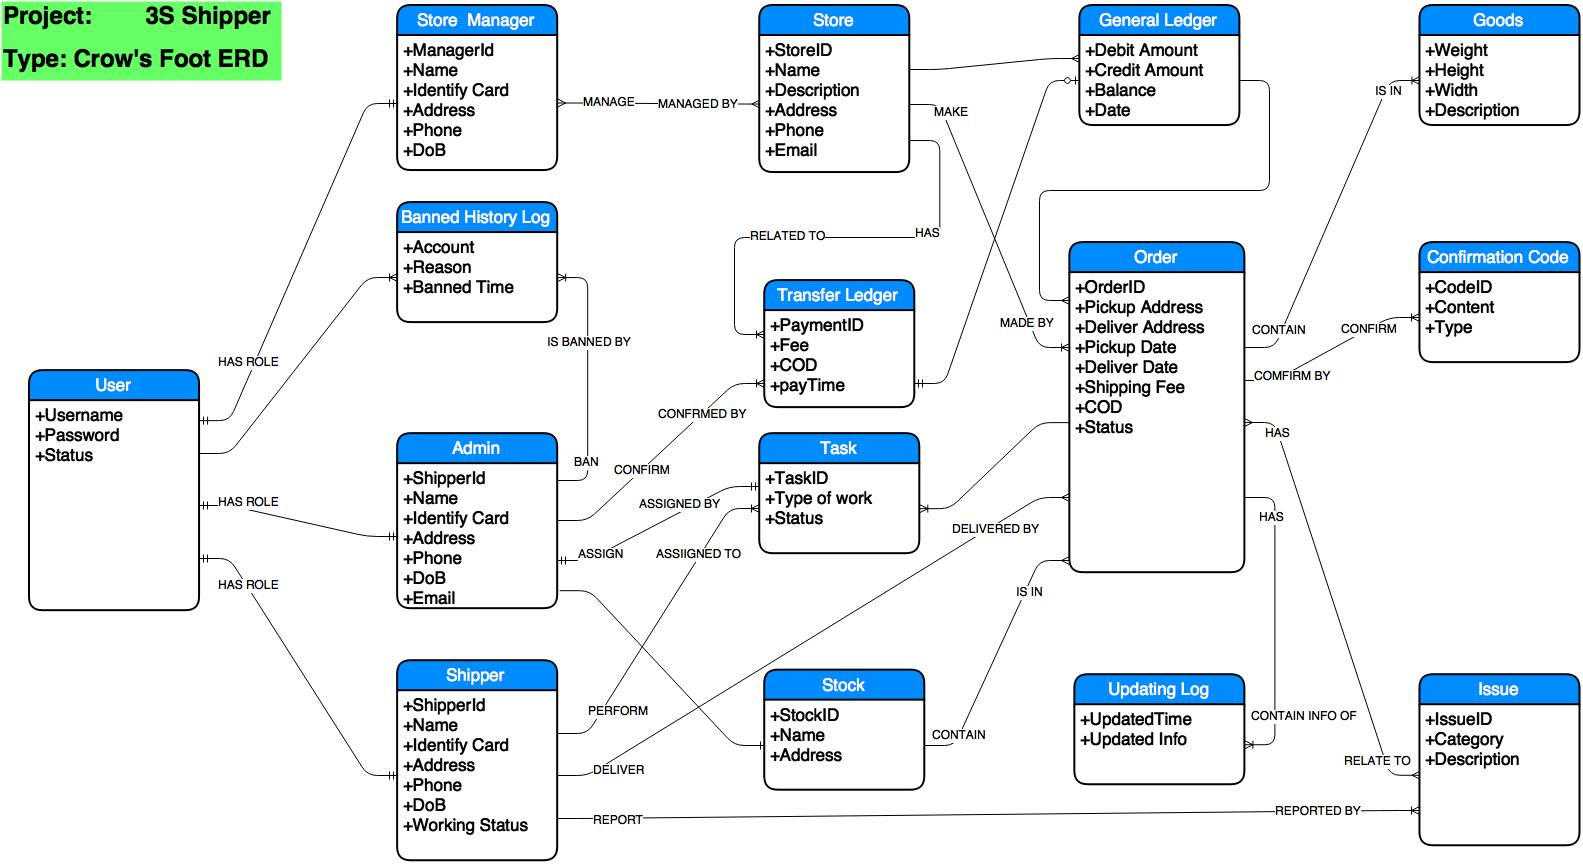 Project: 3S Shipper
Type: Crow's Foot ERD
Store Manager
+ManagerId
+Name
+Identify Card
+Address
+Phone
+DoB
Store
+StoreID
+Name
+Description
+Address
+Phone
+Email
General Ledger
+Debit Amount
+Credit Amount
+Balance
+Date
Goods
+Weight
+Height
+Width
+Description
MANAGE
MANAGED BY
MAKE
IS IN
Banned History Log
+Account
+Reason
+Banned Time
RELATED TO
HAS
Transfer Ledger
+PaymentID
+Fee
+COD
+payTime
Order
+OrderID
+Pickup Address
+Deliver Address
+Pickup Date
+Deliver Date
+Shipping Fee
+COD
+Status
Confirmation Code
+CodeID
+Content
+Type
MADE BY
CONTAIN
CONFIRM
COMFIRM BY
IS BANNED BY
HAS ROLE
User
+Username
+Password
+Status
CONFRMED BY
BAN
CONFIRM
Admin
+ShipperId
+Name
+Identify Card
+Address
+Phone
+DoB
+Email
Task
+TaskID
+Type of work
+Status
HAS
HAS ROLE
ASSIGNED BY
ASSIGN
ASSIIGNED TO
DELIVERED BY
HAS
HAS ROLE
IS IN
Shipper
+ShipperId
+Name
+Identify Card
+Address
+Phone
+DoB
+Working Status
Stock
+StockID
+Name
+Address
Updating Log
+UpdatedTime
+Updated Info
Issue
+IssueID
+Category
+Description
PERFORM
CONTAIN
CONTAIN INFO OF
DELIVER
RELATE TO
REPORT
REPORTED BY